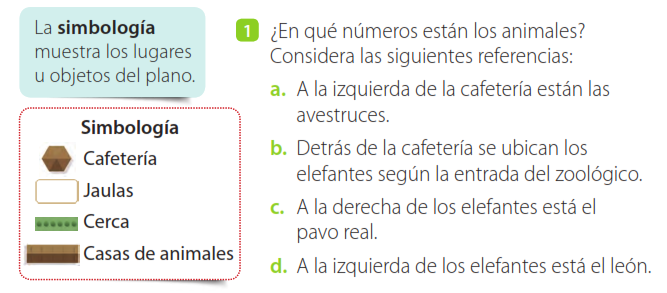 La simbología
muestra los lugares
u objetos del plano.
Simbología
Cafetería
Jaulas
Cerca
Casas de animales
1 ¿En qué números están los animales?
Considera las siguientes referencias:
a. A la izquierda de la cafetería están las
avestruces.
b. Detrás de la cafetería se ubican los
elefantes según la entrada del zoológico.
c. A la derecha de los elefantes está el
pavo real.
d. A la izquierda de los elefantes está el león.